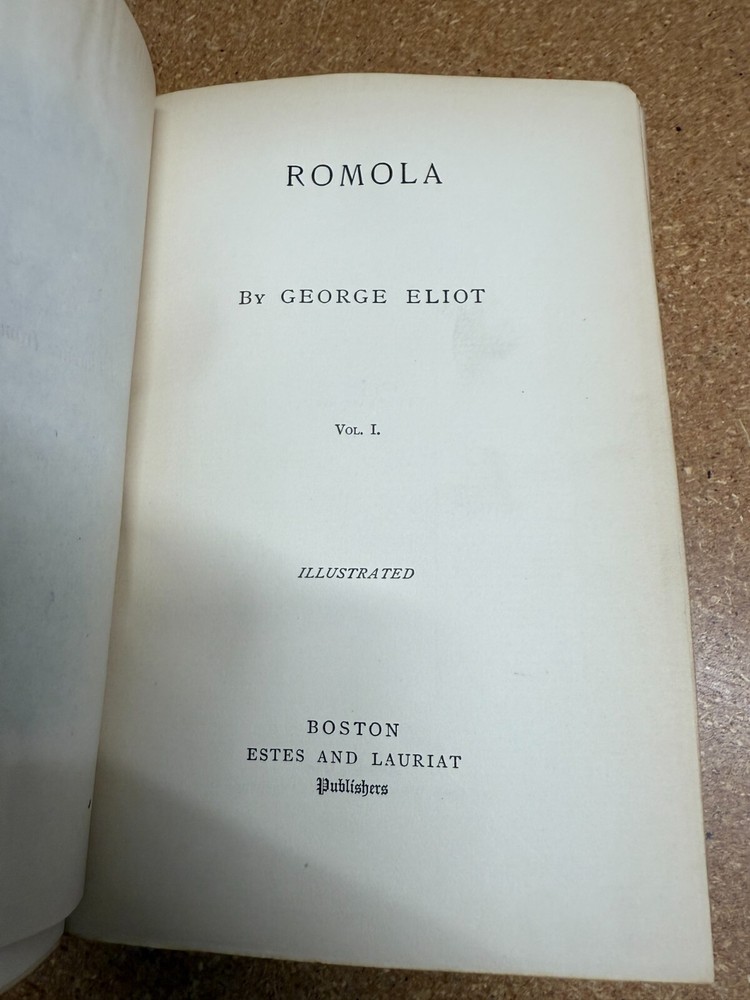 ROMOLA
By GEORGE ELIOT
Vol. I.
ILLUSTRATED
BOSTON
ESTES AND LAURIAT
Publishers